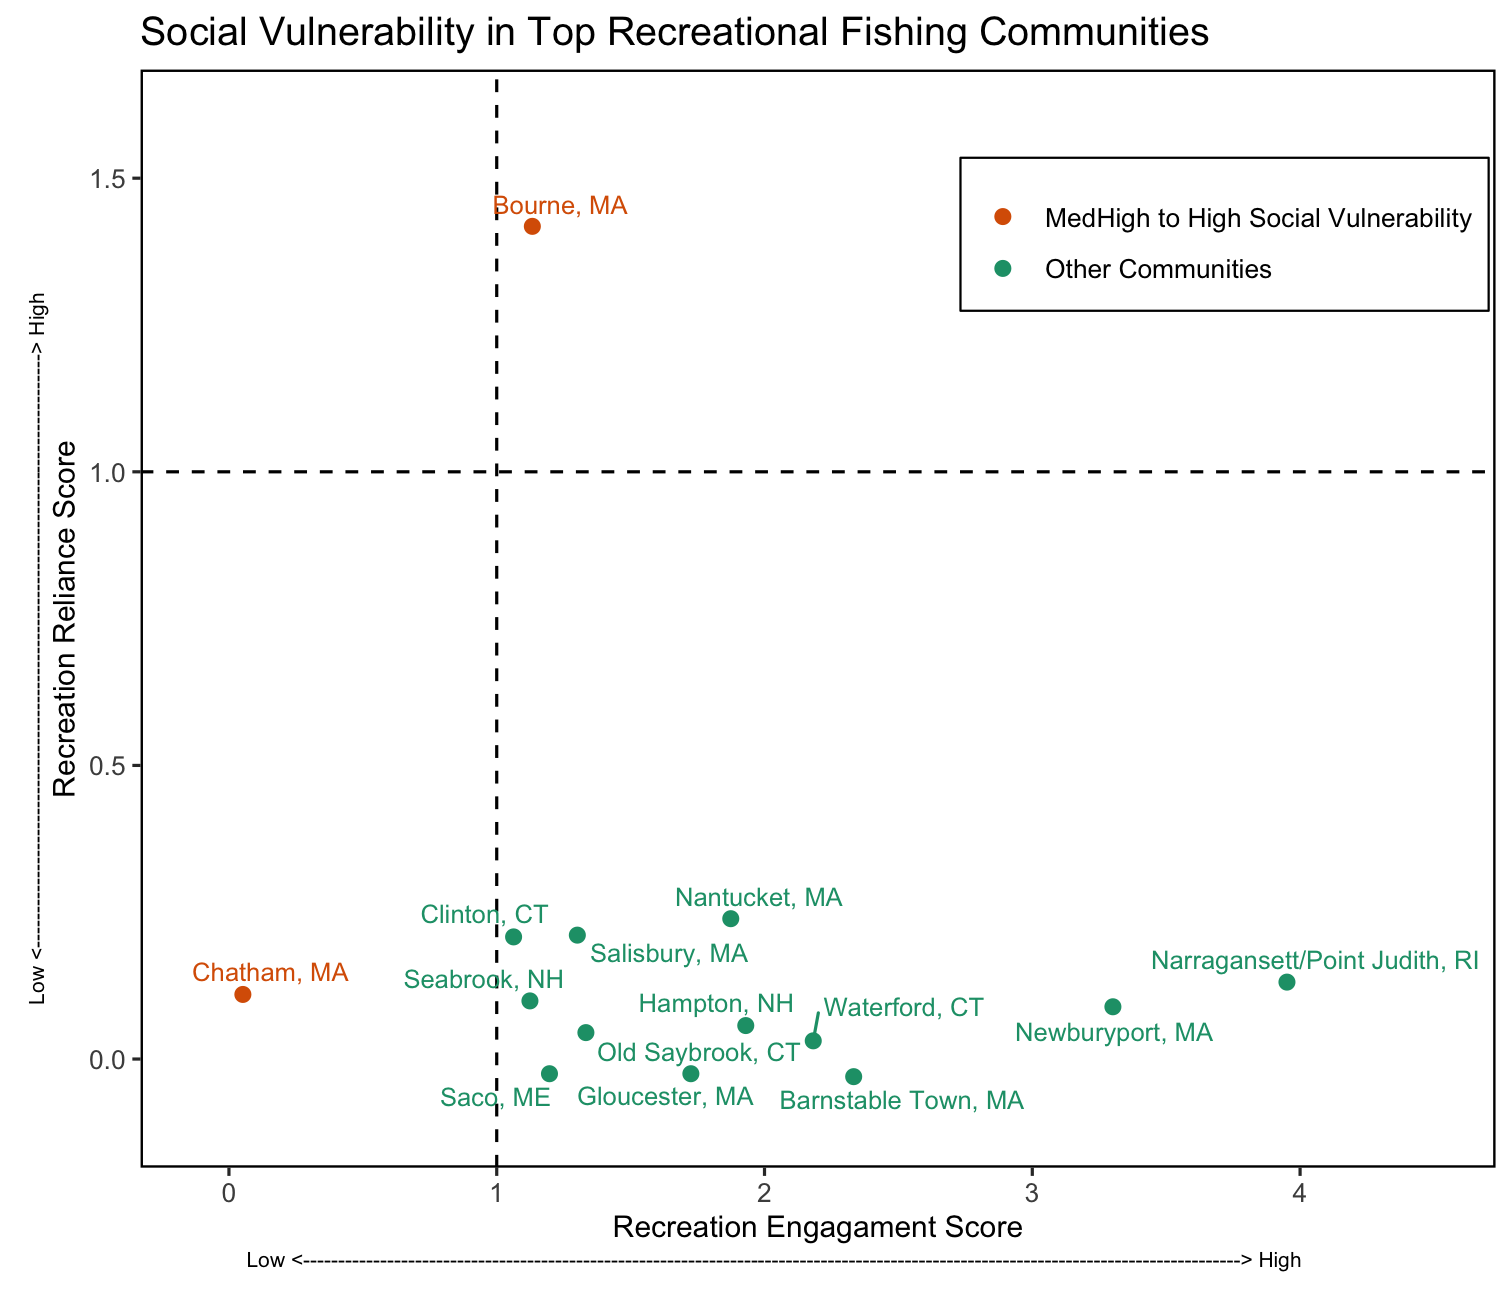 Social Vulnerability in Top Recreational Fishing Communities
1.5
Bourne, MA
MedHigh to High Social Vulnerability
Other Communities
Low <--------------------------------------------------------------------------------------> High
Recreation Reliance Score
1.0
0.5
Nantucket, MA
Clinton, CT
Salisbury, MA
Narragansett/Point Judith, RI
Chatham, MA
Seabrook, NH
Hampton, NH
Waterford, CT
Newburyport, MA
Old Saybrook, CT
0.0
Saco, ME
Gloucester, MA
Barnstable Town, MA
0
1
2
3
4
Recreation Engagament Score
Low <--------------------------------------------------------------------------------------------------------------------------------------> High